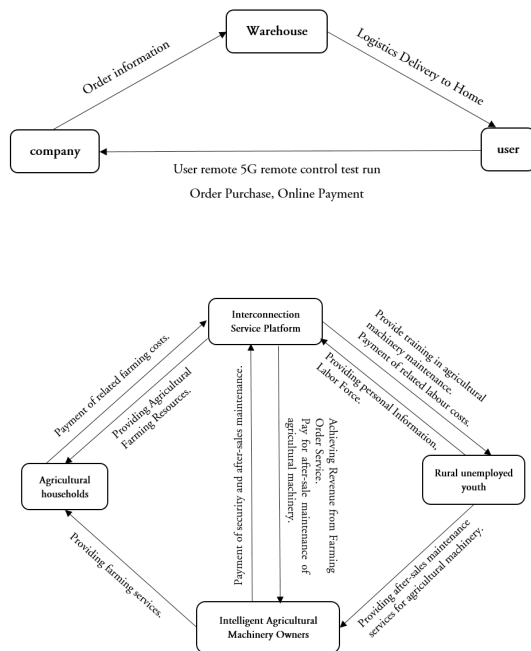 Warehouse
Order information
Logistics Delivery to Home
company
user
User remote 5G remote control test run
Order Purchase, Online Payment
Interconnection
Service Platform
Payment of related farming costs.
Providing Agricultural
Farming Resources.
Payment of security and after-sales maintenance.
Achieving Revenue from Farming
Order Service.
Pay for after-sale maintenance of
agricultural machinery.
Provide training in agricultural
machinery maintenance.
Payment of related labour costs.
Providing personal Information,
Labor Force.
Agricultural
households
Rural unemployed
youth
Providing farming services.
Providing after-sales maintenance
services for agricultural machinery.
Intelligent Agricultural
Machinery Owners